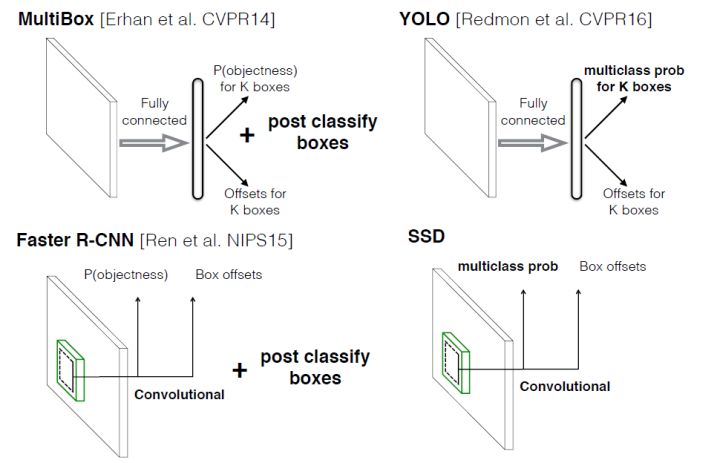 MultiBox [Erhan et al. CVPR14]
P(objectness)
for K boxes
Fully
connected
+ post classify
boxes
Offsets for
K boxes
YOLO [Redmon et al. CVPR16]
multiclass prob
for K boxes
Fully
connected
Offsets for
K boxes
Faster R-CNN [Ren et al. NIPS15]
P(objectness) Box offsets
Convolutional
+ post classify
boxes
SSD
multiclass prob Box offsets
Convolutional